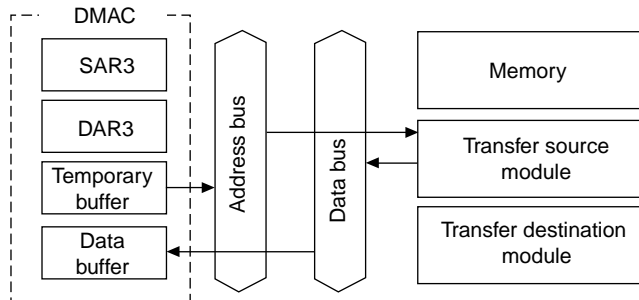 DMAC
SAR3
DAR3
Temporary
buffer
Data
buffer
Address bus
Data bus
Memory
Transfer source
module
Transfer destination
module